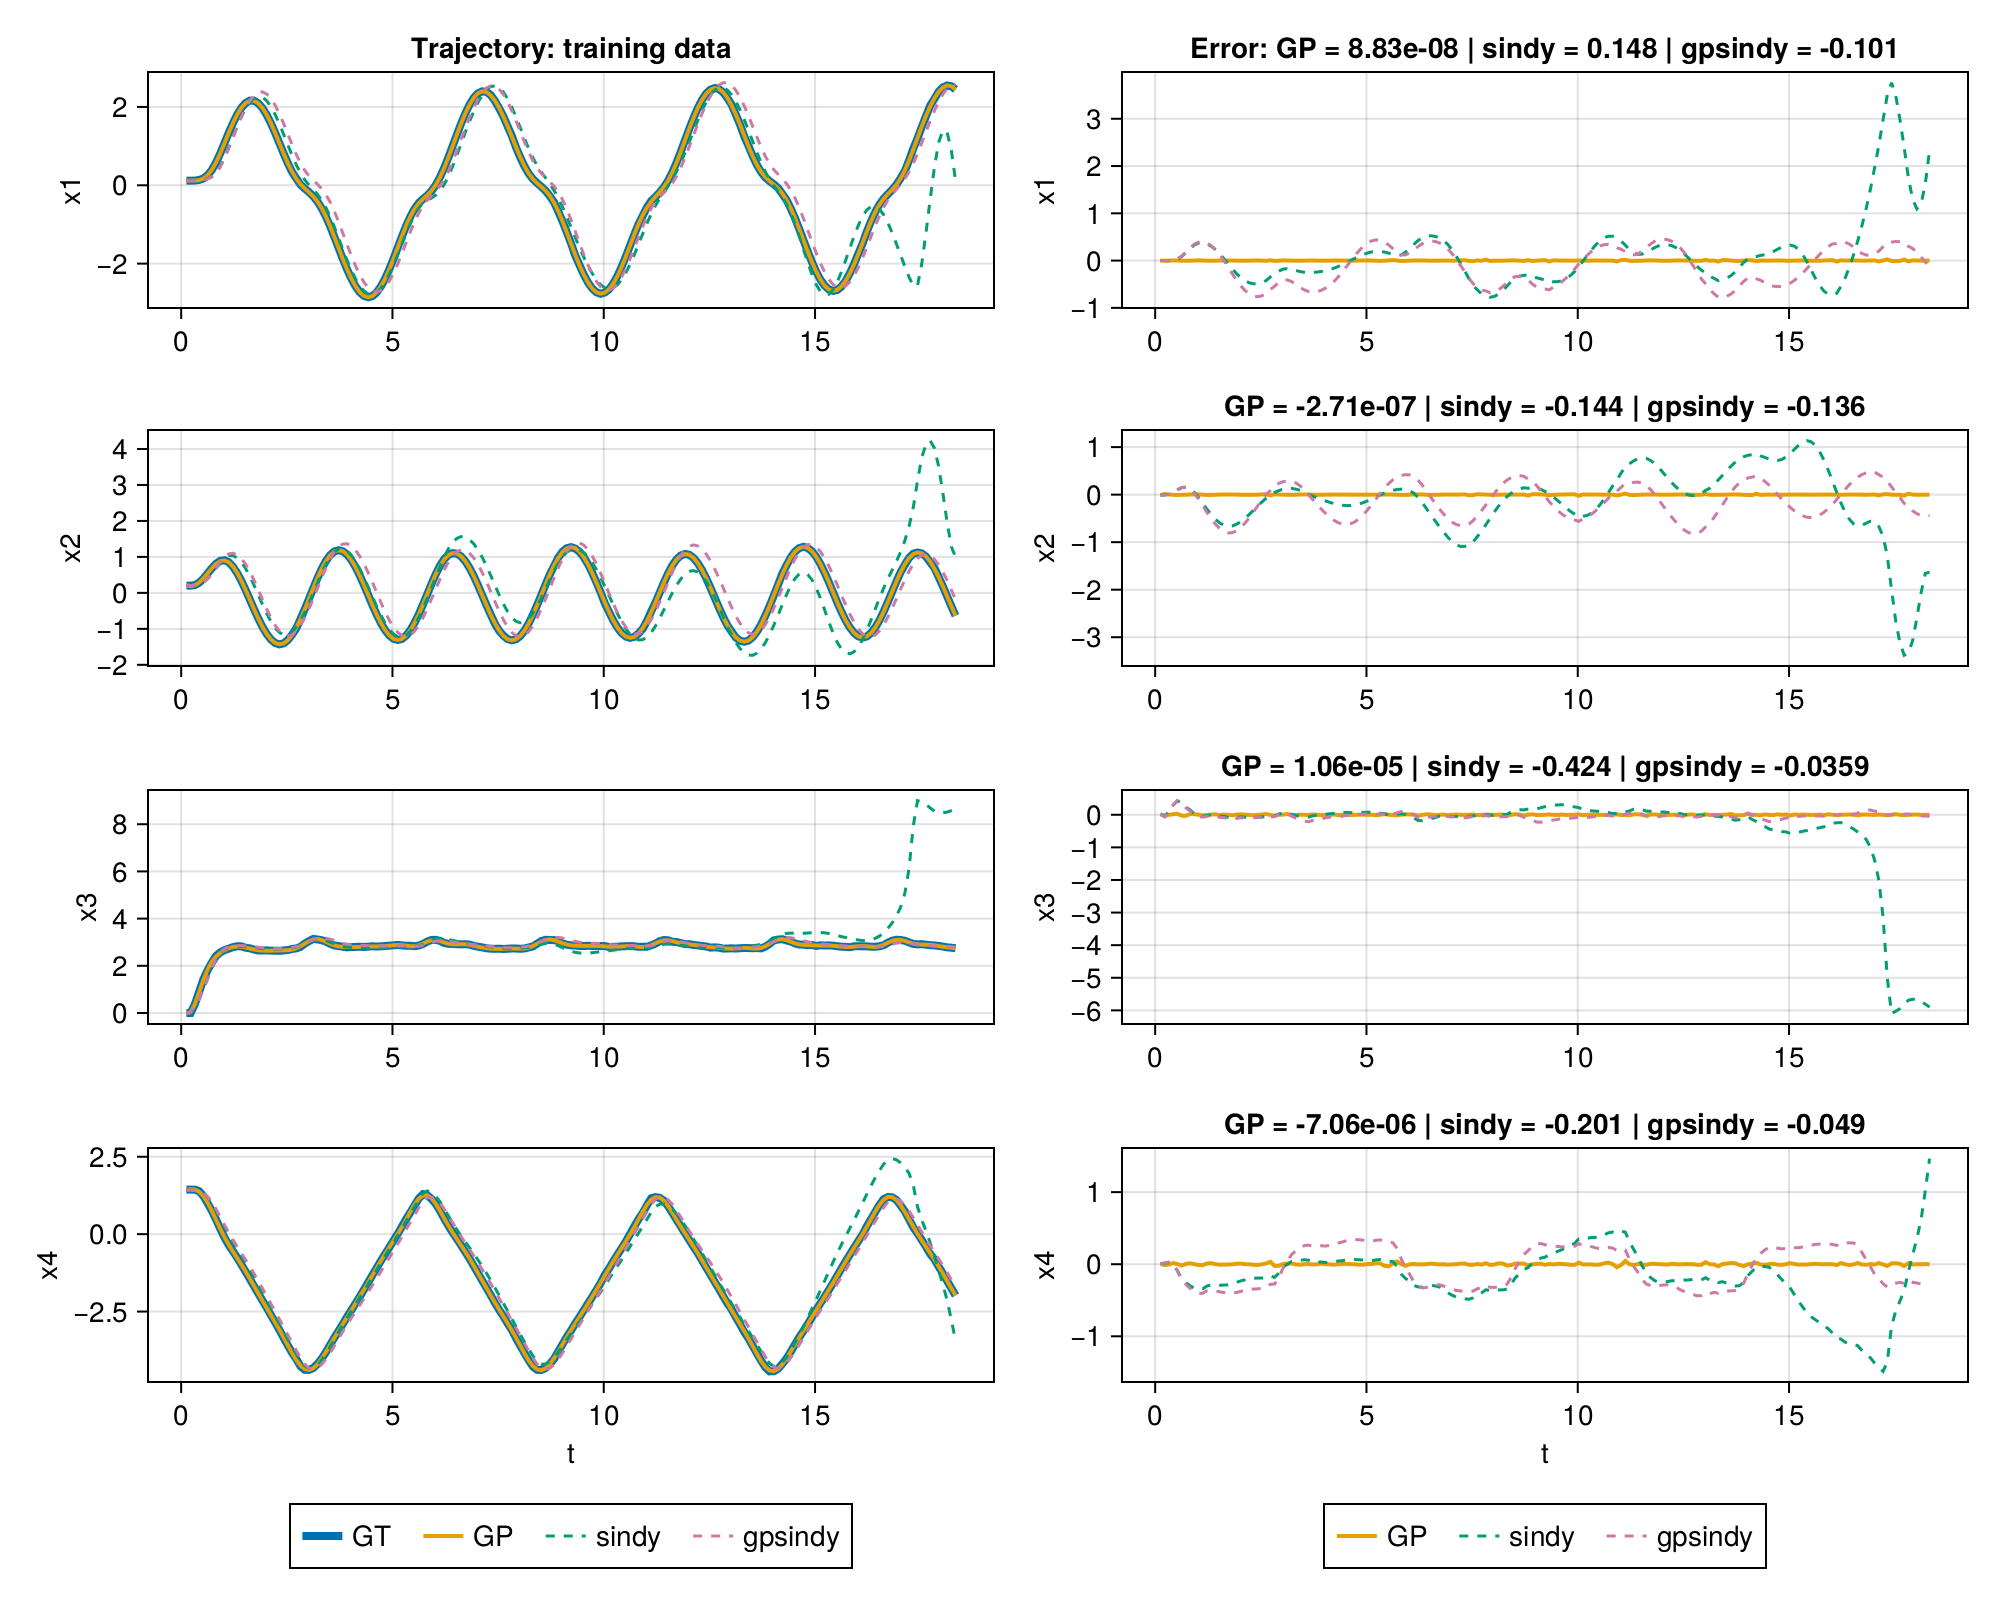 Trajectory: training data
x1
2
0
−2
0 5 10 15
Error: GP = 8.83e-08 | sindy = 0.148 | gpsindy = -0.101
x1
3
2
1
0
−1
0 5 10 15
x2
4
3
2
1
0
−1
−2
0 5 10 15
GP = -2.71e-07 | sindy = -0.144 | gpsindy = -0.136
x2
1
0
−1
−2
−3
0 5 10 15
x3
8
6
4
2
0
0 5 10 15
GP = 1.06e-05 | sindy = -0.424 | gpsindy = -0.0359
x3
0
−1
−2
−3
−4
−5
−6
0 5 10 15
x4
2.5
0.0
−2.5
0 5 10 15
t
GP = -7.06e-06 | sindy = -0.201 | gpsindy = -0.049
x4
1
0
−1
0 5 10 15
t
GT GP sindy gpsindy
GP sindy gpsindy